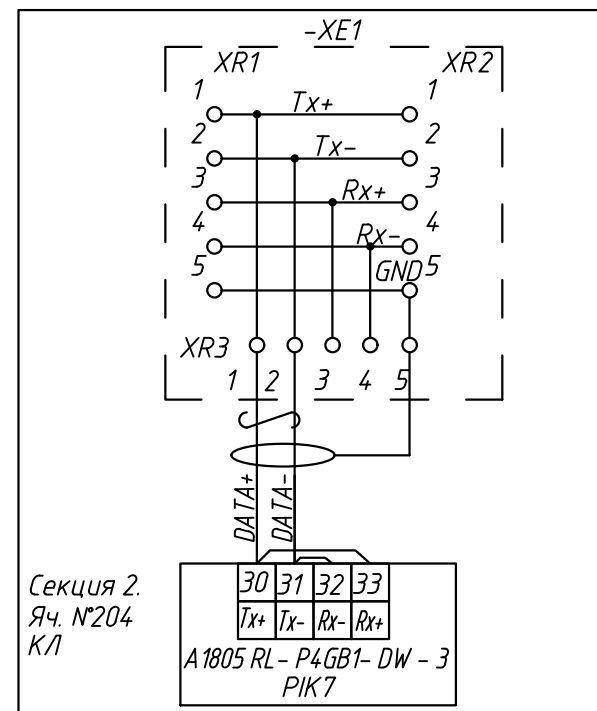 -XE1
XR1 XR2
1 Tx+ 1
2 Tx- 2
3 Rx+ 3
4 Rx- 4
5 GND 5
XR3
1 2 3 4 5
DATA+ DATA-
Секция 2.
Яч. №204
КЛ
30 31 32 33
Tx+ Tx- Rx- Rx+
A1805 RL - P4GB1 - DW - 3
PIK7